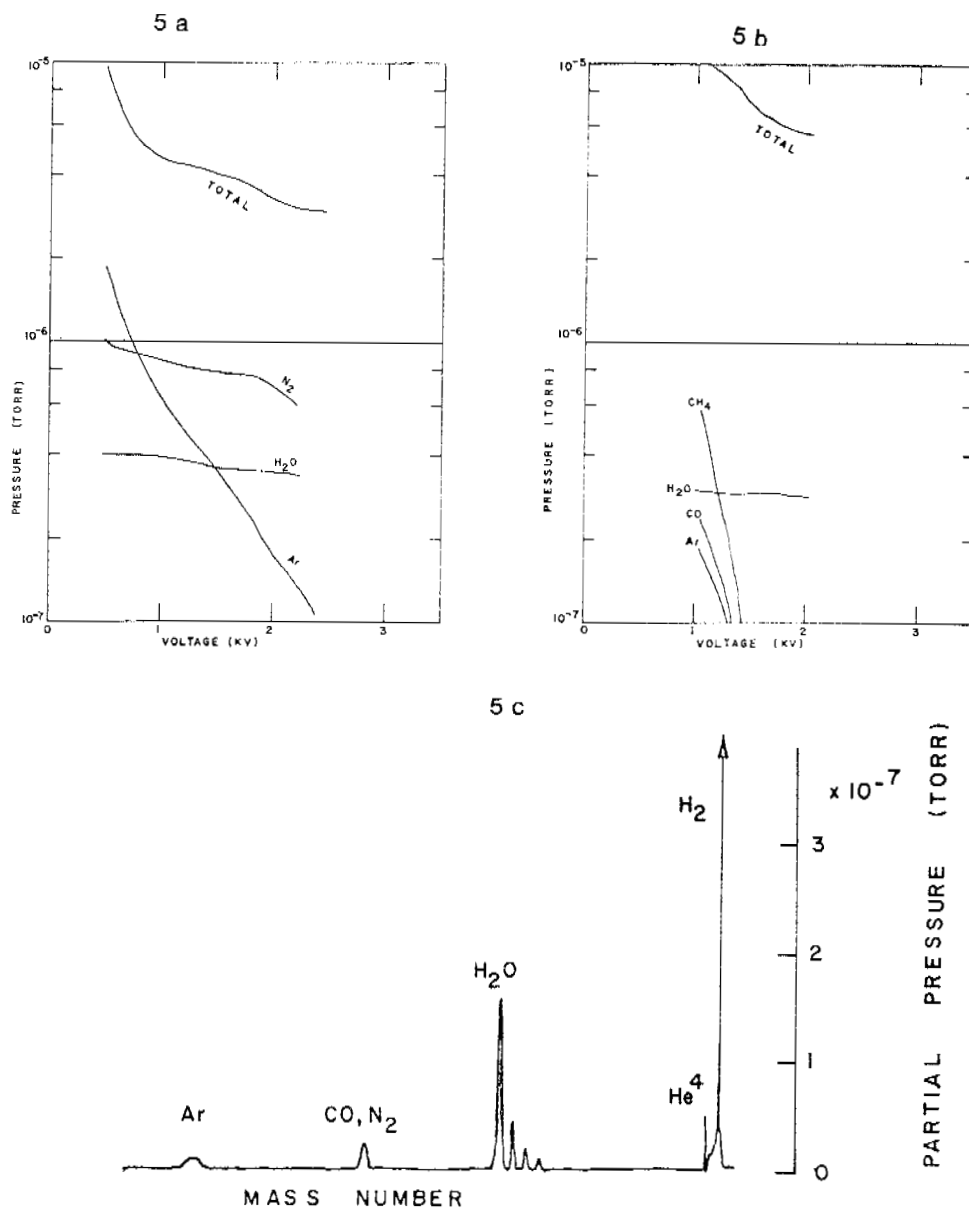 5 a
10-5
TOTAL
10-6
N2
H2O
Ar
10-7
0
1
2
3
PRESSURE (TORR)
VOLTAGE (KV)
5 b
10-5
TOTAL
10-6
CH4
H2O
CO
Ar
10-7
0
1
2
3
PRESSURE (TORR)
VOLTAGE (KV)
5 c
x 10-7
H2
3
2
H2O
He4
1
Ar
CO, N2
0
MASS NUMBER
PARTIAL PRESSURE (TORR)